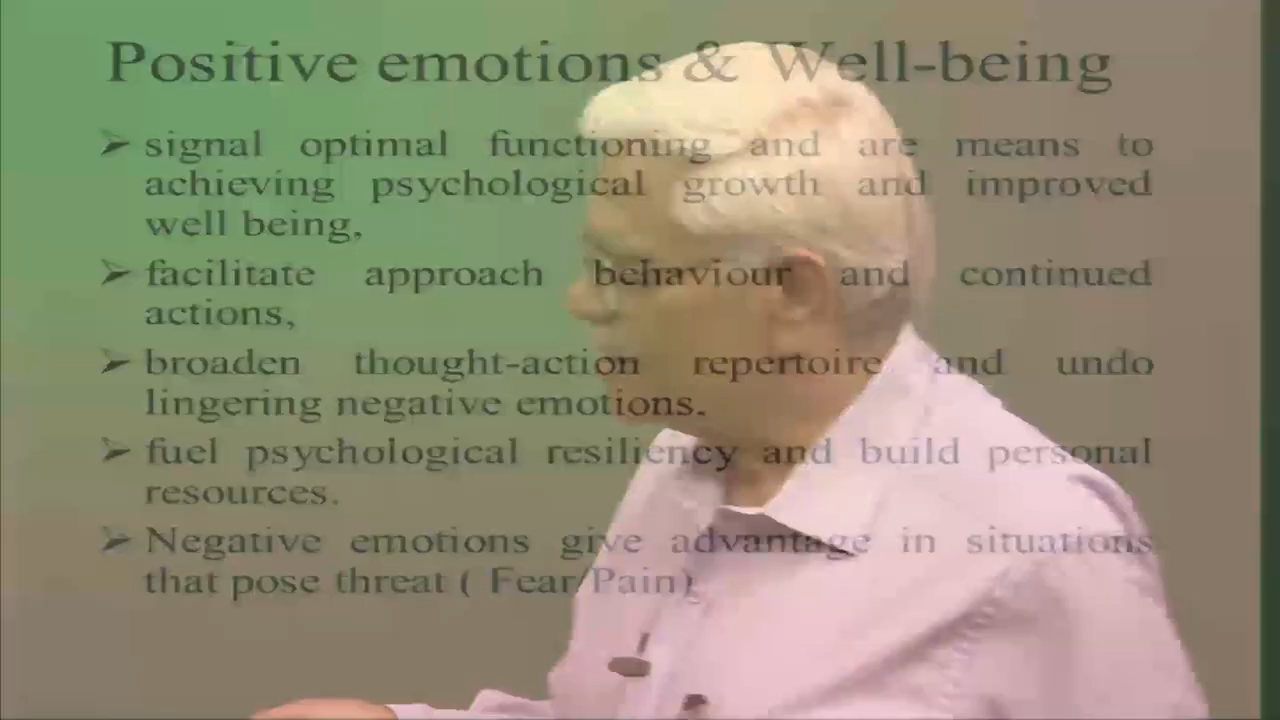 Positive emotions & Well-being
➢ signal optimal functioning and are means to
achieving psychological growth and improved
well being,
➢ facilitate approach behaviour and continued
actions,
➢ broaden thought-action repertoire and undo
lingering negative emotions.
➢ fuel psychological resiliency and build personal
resources.
➢ Negative emotions give advantage in situations
that pose threat ( Fear/Pain)